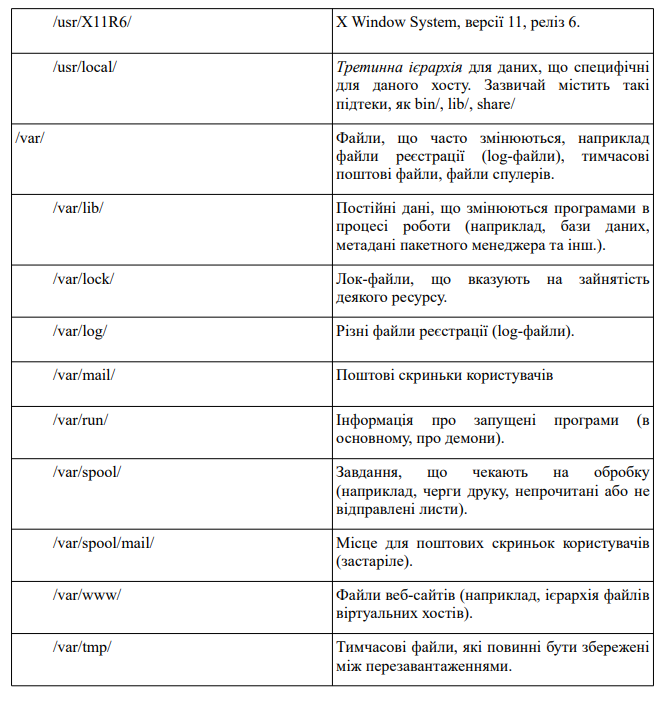 /usr/X11R6/
X Window System, версії 11, реліз 6.
/usr/local/
Третинна ієрархія для даних, що специфічні
для даного хосту. Зазвичай містить такі
підтеки, як bin/, lib/, share/
/var/
Файли, що часто змінюються, наприклад
файли реєстрації (log-файли), тимчасові
поштові файли, файли спулерів.
/var/lib/
Постійні дані, що змінюються програмами в
процесі роботи (наприклад, бази даних,
метадані пакетного менеджера та інш.).
/var/lock/
Лок-файли, що вказують на зайнятість
деякого ресурсу.
/var/log/
Різні файли реєстрації (log-файли).
/var/mail/
Поштові скриньки користувачів
/var/run/
Інформація про запущені програми (в
основному, про демони).
/var/spool/
Завдання, що чекають на обробку
(наприклад, черги друку, непрочитані або не
відправлені листи).
/var/spool/mail/
Місце для поштових скриньок користувачів
(застаріле).
/var/www/
Файли веб-сайтів (наприклад, ієрархія файлів
віртуальних хостів).
/var/tmp/
Тимчасові файли, які повинні бути збережені
між перезавантаженнями.